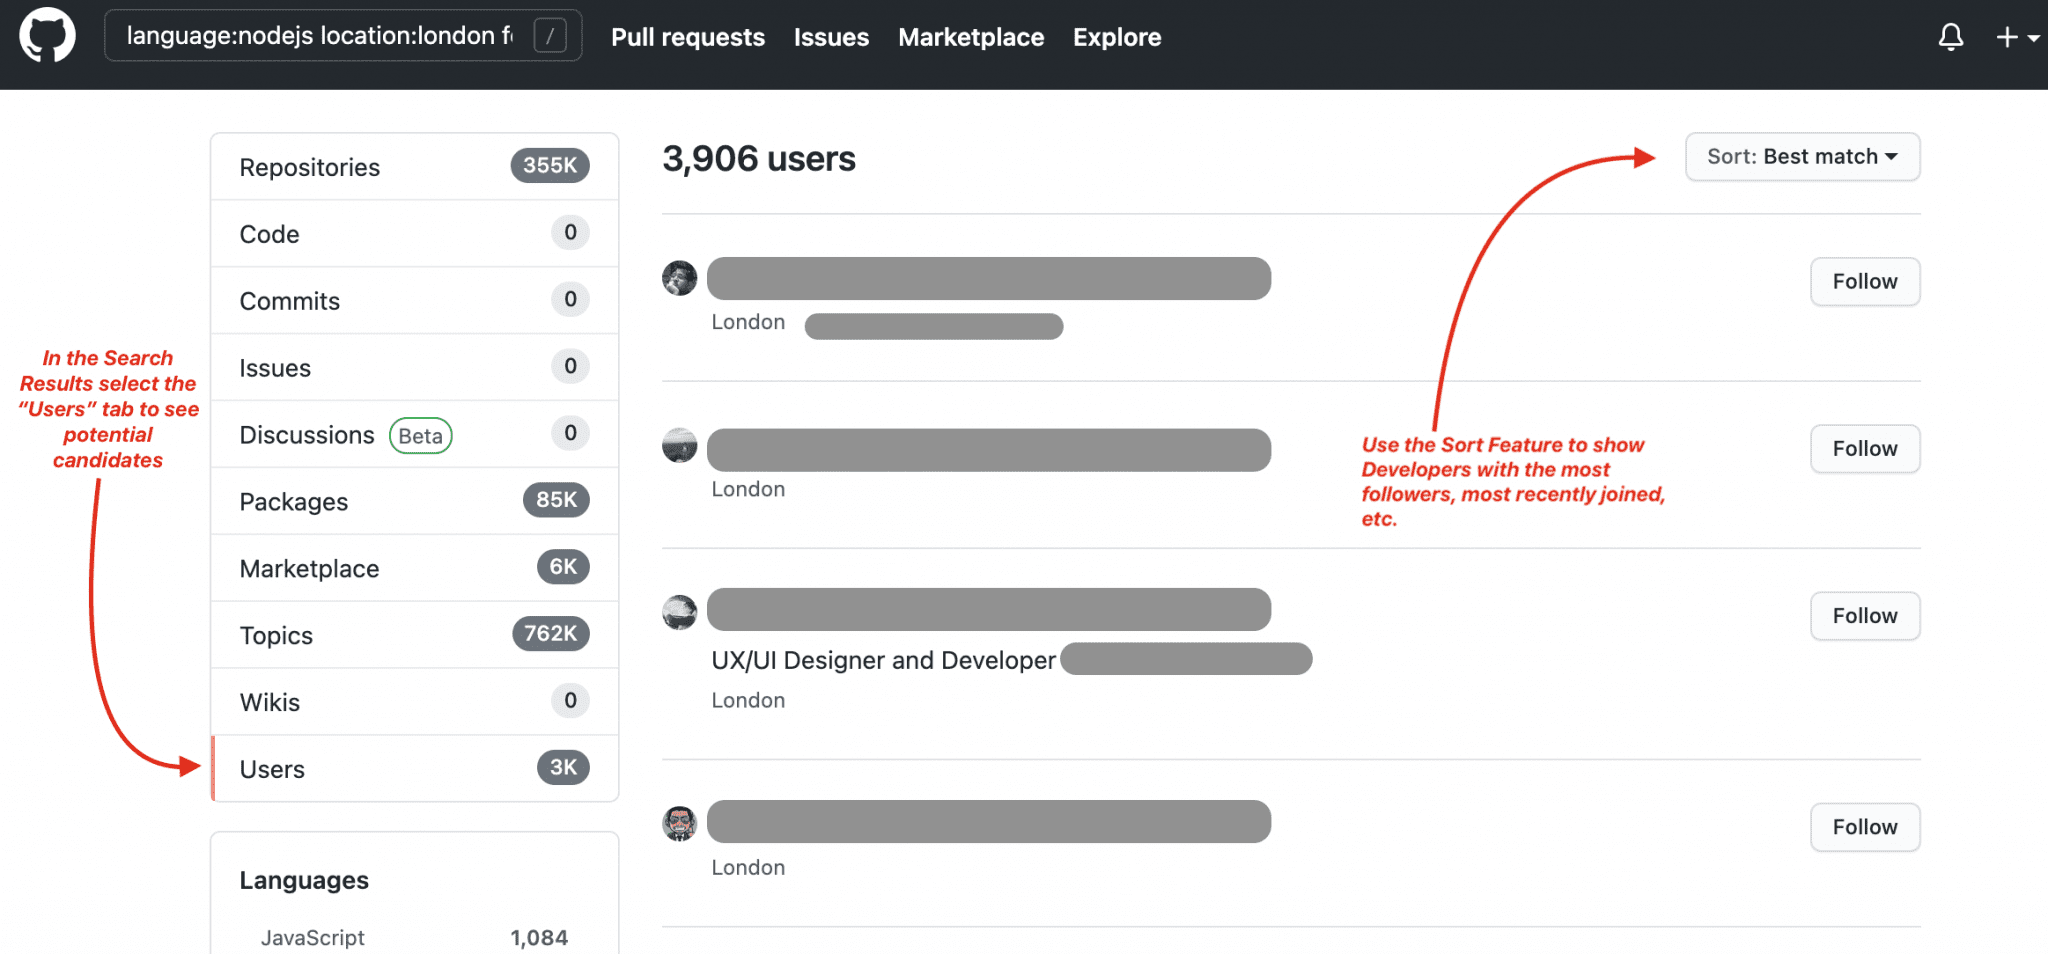 language:nodejs location:london f
/
Pull requests
Issues
Marketplace
Explore
Repositories 355K
Code 0
Commits 0
Issues 0
Discussions Beta 0
Packages 85K
Marketplace 6K
Topics 762K
Wikis 0
Users 3K
Languages
JavaScript 1,084
In the Search
Results select the
“Users” tab to see
potential
candidates
3,906 users
Sort: Best match
Follow
London
Follow
London
Follow
UX/UI Designer and Developer
London
Follow
London
Use the Sort Feature to show
Developers with the most
followers, most recently joined,
etc.